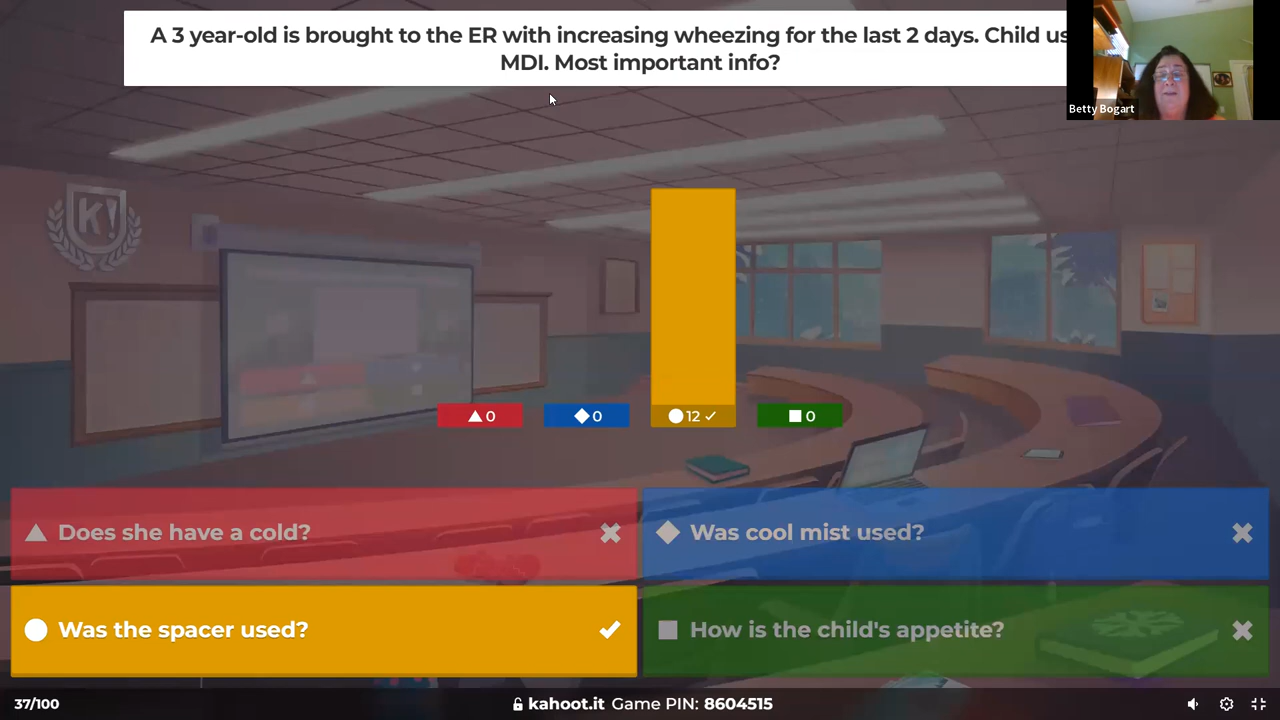 A 3 year-old is brought to the ER with increasing wheezing for the last 2 days. Child us
MDI. Most important info?
Betty Bogart
K!
0
0
12
0
Does she have a cold?
Was cool mist used?
Was the spacer used?
How is the child's appetite?
37/100
kahoot.it Game PIN: 8604515